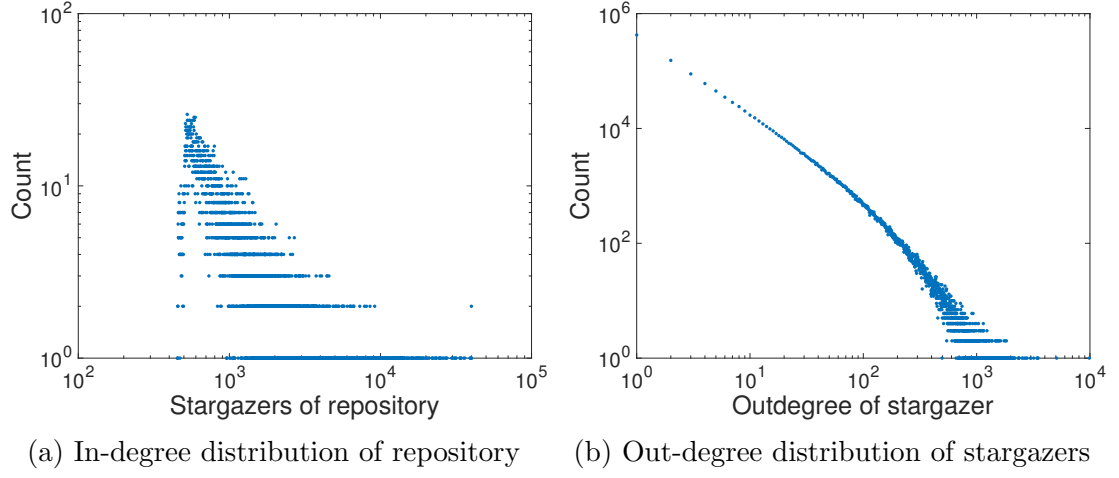 10^2
10^1
10^0
Count
10^2 10^3 10^4 10^5
Stargazers of repository
(a) In-degree distribution of repository
10^6
10^4
10^2
10^0
Count
10^0 10^1 10^2 10^3 10^4
Outdegree of stargazer
(b) Out-degree distribution of stargazers